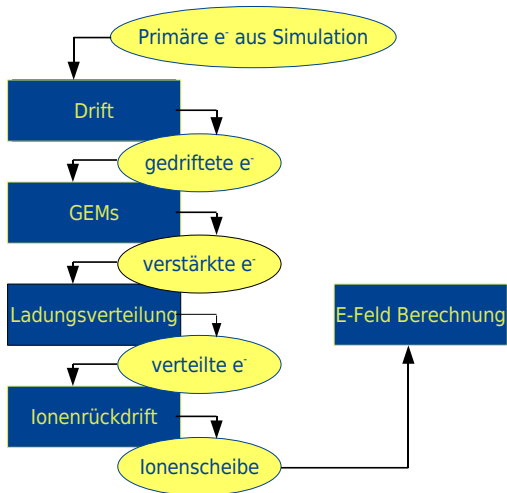 Primäre e⁻ aus Simulation
Drift
gedriftete e⁻
GEMs
verstärkte e⁻
Ladungsverteilung
E-Feld Berechnung
verteilte e⁻
Ionenrückdrift
Ionenscheibe